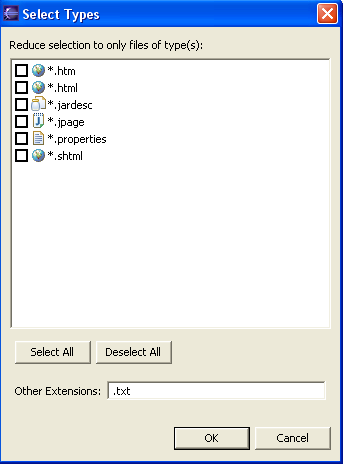 Select Types
Reduce selection to only files of type(s):
*.htm
*.html
*.jardesc
*.jpage
*.properties
*.shtml
Select All
Deselect All
Other Extensions:
.txt
OK
Cancel